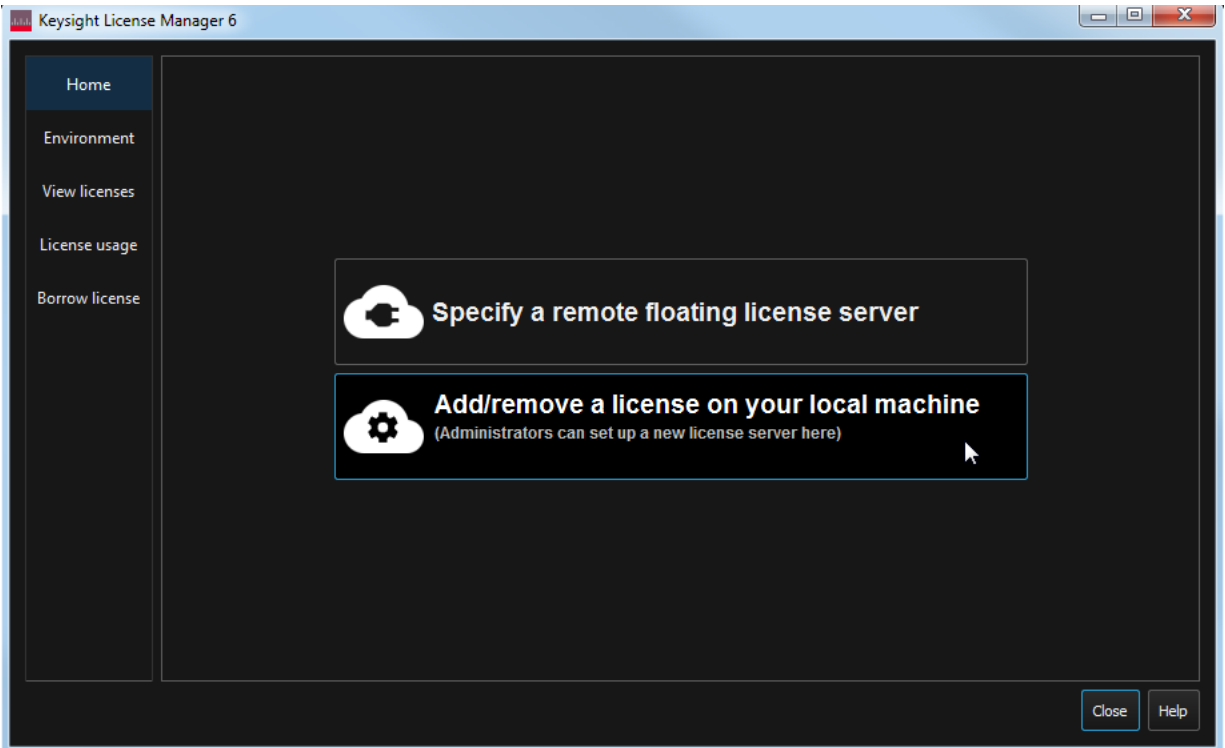 Keysight License Manager 6
Home
Environment
View licenses
License usage
Borrow license
Specify a remote floating license server
Add/remove a license on your local machine
(Administrators can set up a new license server here)
Close
Help